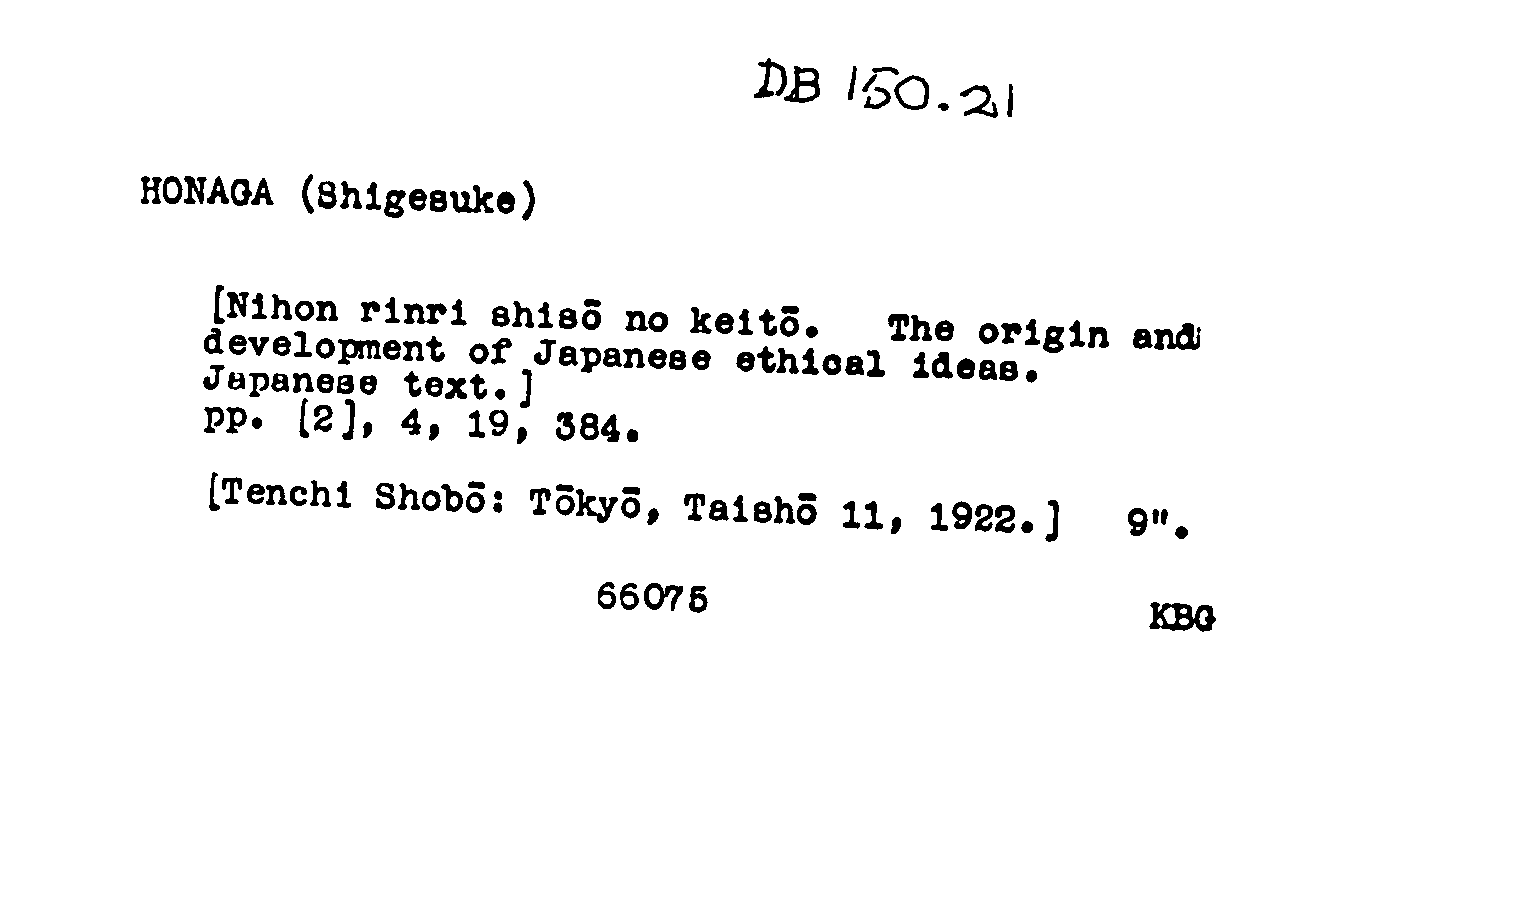 DB 150.21
HONAGA (Shigesuke)
[Nihon rinri shisō no keitō. The origin and
development of Japanese ethical ideas.
Japanese text.]
pp. [2], 4, 19, 384.
[Tenchi Shobō: Tōkyō, Taishō 11, 1922.] 9".
66075
KBG